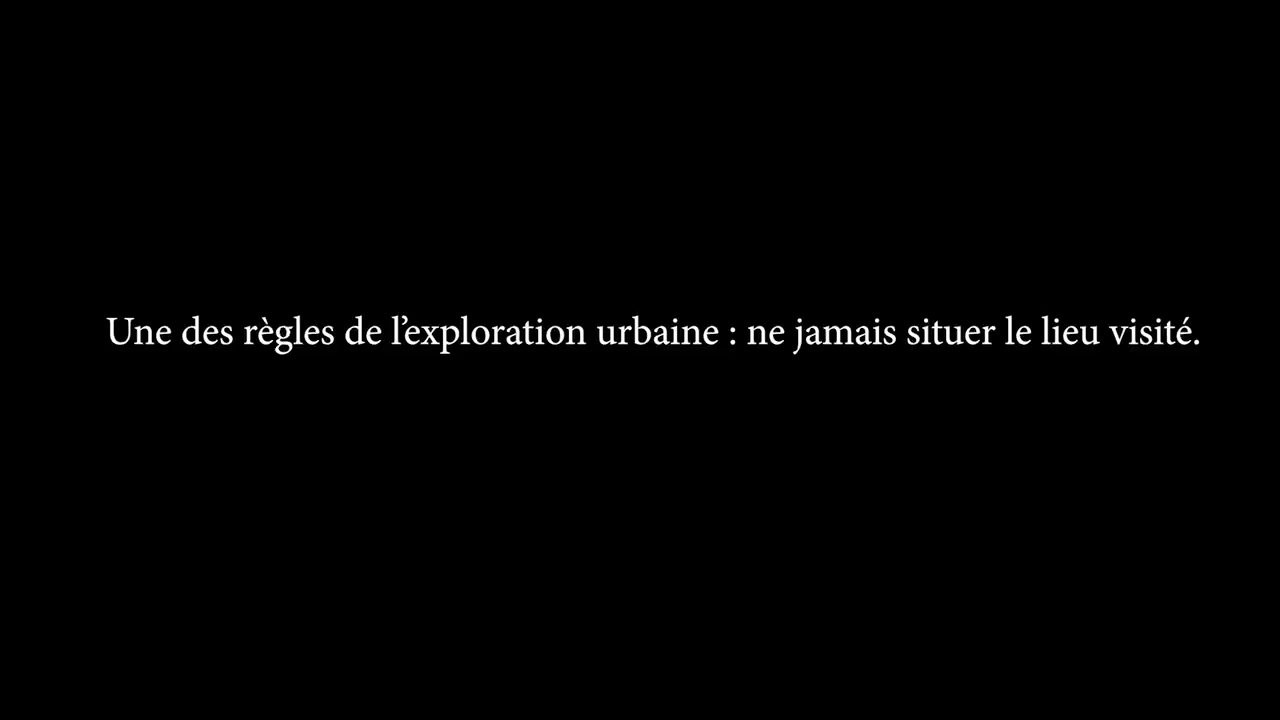 Une des règles de l’exploration urbaine : ne jamais situer le lieu visité.